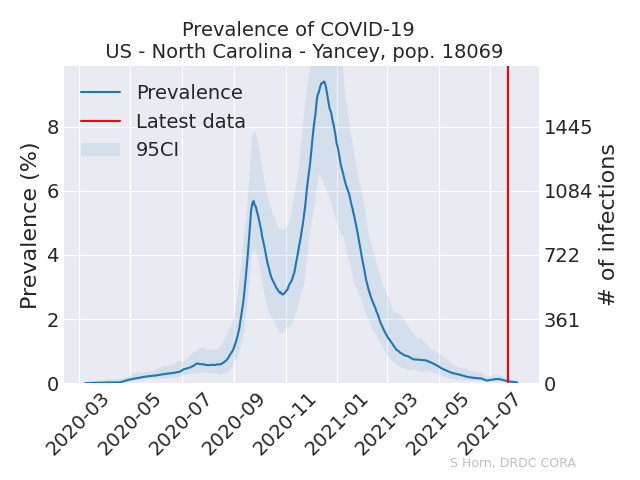 Prevalence of COVID-19
US - North Carolina - Yancey, pop. 18069
Prevalence
Latest data
95CI
Prevalence (%)
8
6
4
2
0
1445
1084
722
361
0
# of infections
2020-03
2020-05
2020-07
2020-09
2020-11
2021-01
2021-03
2021-05
2021-07
S Horn, DRDC CORA